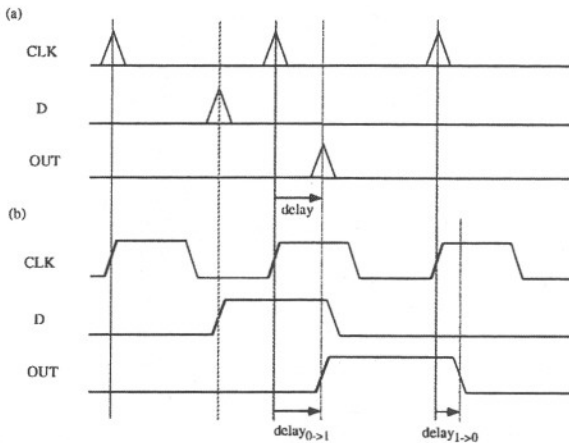 (a)
CLK
D
OUT
delay
(b)
CLK
D
OUT
delay0->1
delay1->0